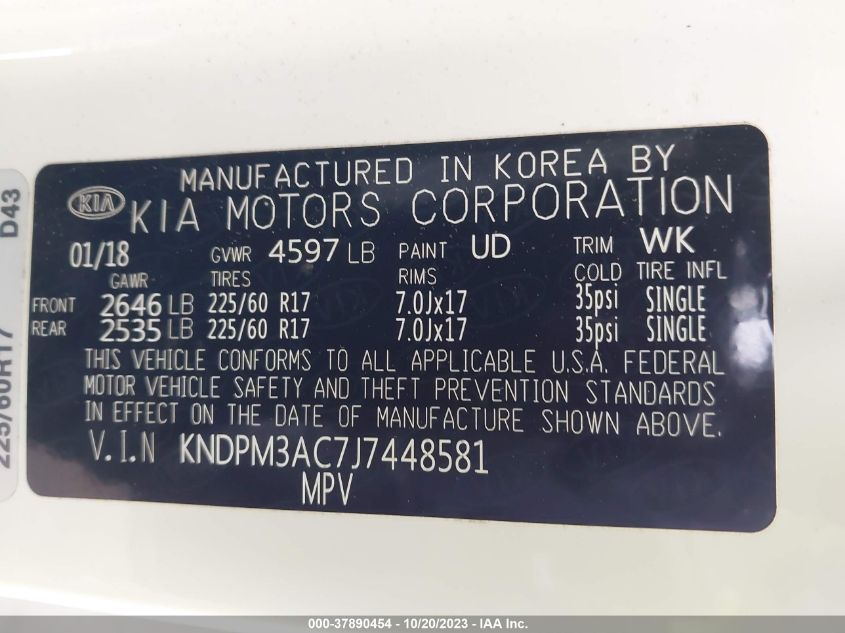 MANUFACTURED IN KOREA BY
KIA KIA MOTORS CORPORATION
01/18 GVWR 4597 LB PAINT UD TRIM WK
GAWR TIRES RIMS COLD TIRE INFL
FRONT 2646 LB 225/60 R17 7.0Jx17 35psi SINGLE
REAR 2535 LB 225/60 R17 7.0Jx17 35psi SINGLE
THIS VEHICLE CONFORMS TO ALL APPLICABLE U.S.A. FEDERAL
MOTOR VEHICLE SAFETY AND THEFT PREVENTION STANDARDS
IN EFFECT ON THE DATE OF MANUFACTURE SHOWN ABOVE.
V.I.N KNDPM3AC7J7448581
MPV
225/60R17 D43
000-37890454 - 10/20/2023 - IAA Inc.